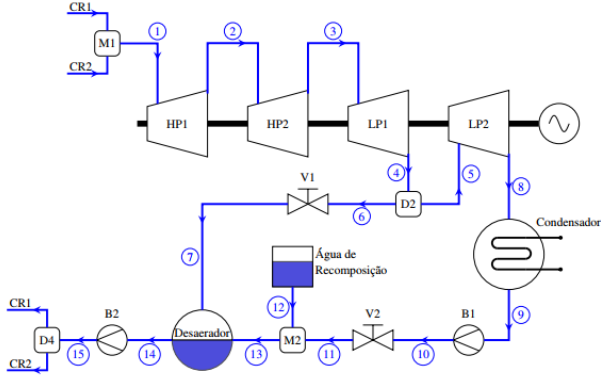 CR1
M1
CR2
1
2
3
HP1
HP2
LP1
LP2
4
V1
D2
6
5
8
Condensador
7
Água de
Recomposição
12
9
CR1
B2
Desaerador
V2
B1
D4
M2
CR2
15
14
13
11
10